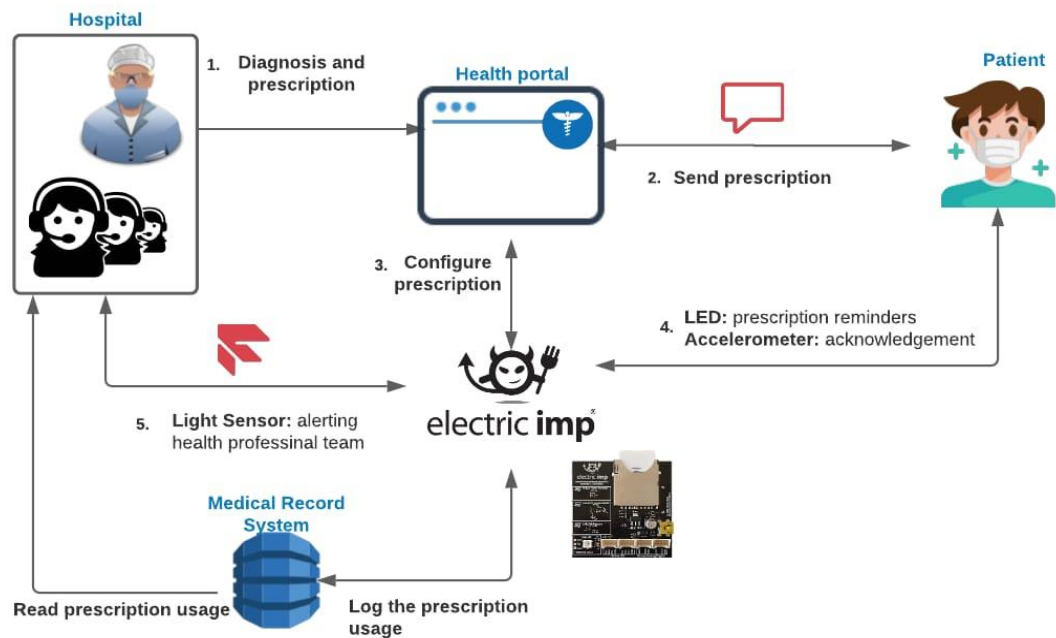 Hospital
1. Diagnosis and
prescription
Health portal
Patient
2. Send prescription
3. Configure
prescription
4. LED: prescription reminders
Accelerometer: acknowledgement
5. Light Sensor: alerting
health professinal team
electric imp
electric imp
Medical Record
System
Read prescription usage
Log the prescription
usage